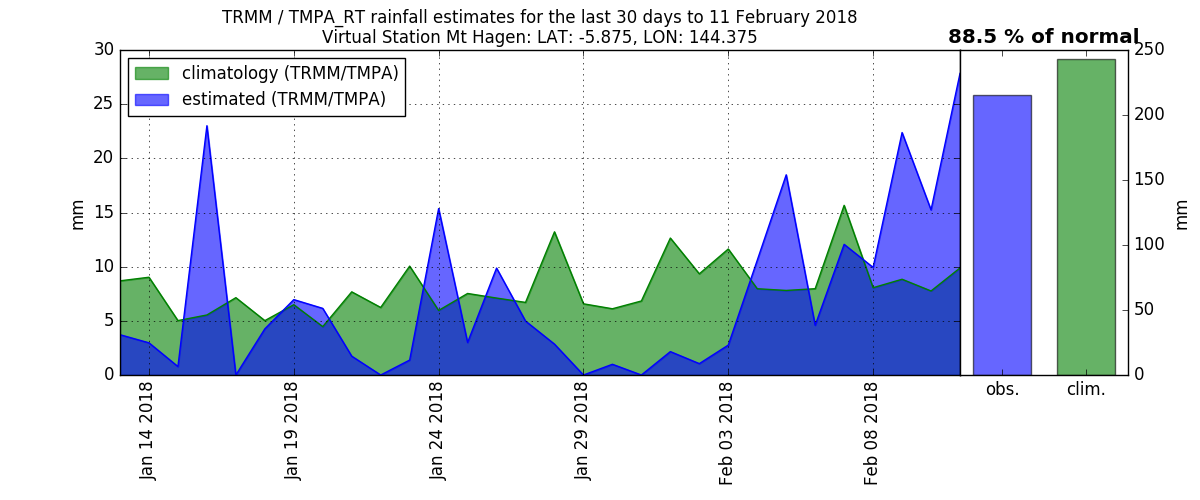 TRMM / TMPA_RT rainfall estimates for the last 30 days to 11 February 2018
Virtual Station Mt Hagen: LAT: -5.875, LON: 144.375
88.5 % of normal
climatology (TRMM/TMPA)
estimated (TRMM/TMPA)
30
25
20
15
10
5
0
mm
250
200
150
100
50
0
mm
obs.
clim.
Jan 14 2018
Jan 19 2018
Jan 24 2018
Jan 29 2018
Feb 03 2018
Feb 08 2018